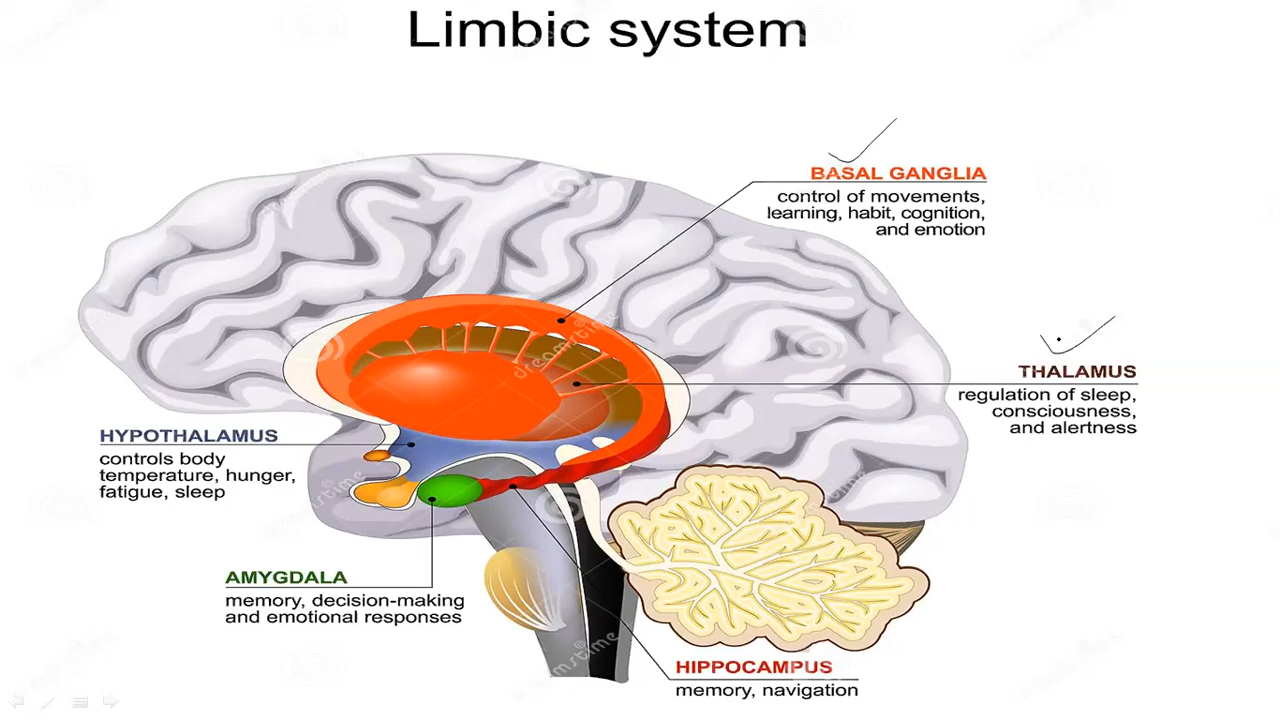 Limbic system
BASAL GANGLIA
control of movements,
learning, habit, cognition,
and emotion
THALAMUS
regulation of sleep,
consciousness,
and alertness
HYPOTHALAMUS
controls body
temperature, hunger,
fatigue, sleep
AMYGDALA
memory, decision-making
and emotional responses
HIPPOCAMPUS
memory, navigation
dreamstime